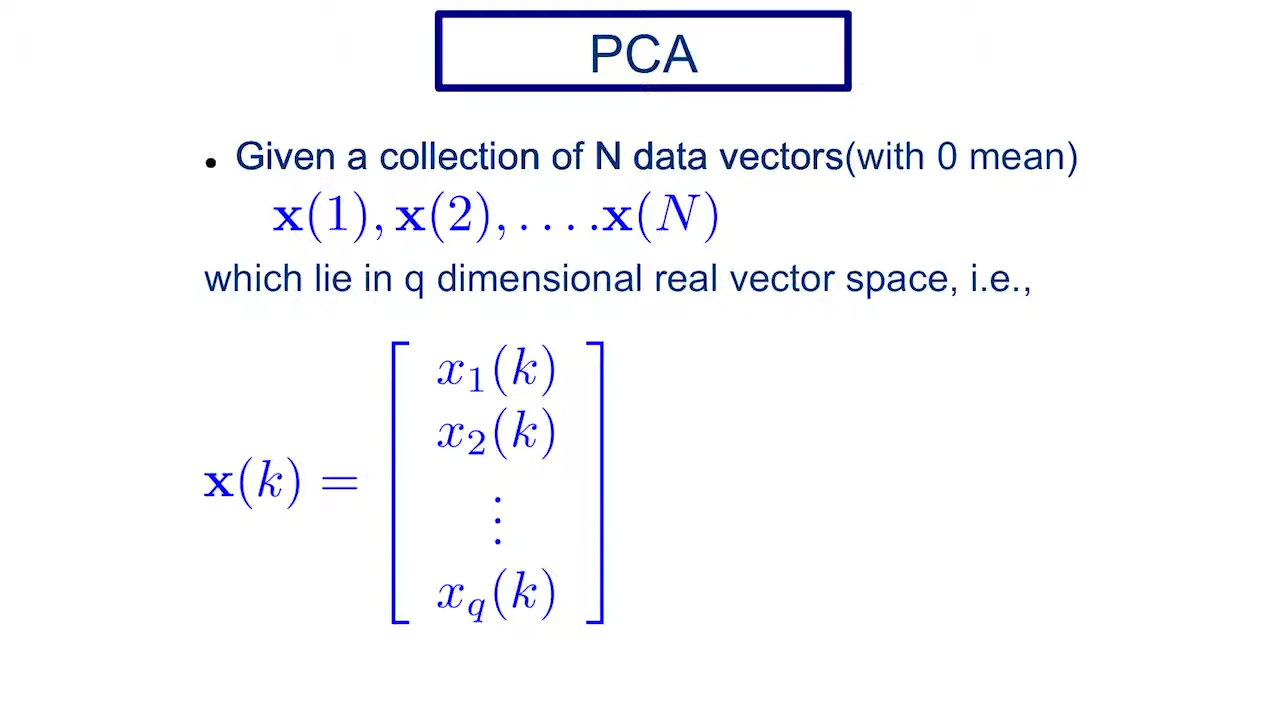 PCA
• Given a collection of N data vectors(with 0 mean)
x(1), x(2), ....x(N)
which lie in q dimensional real vector space, i.e.,
x(k) = [
x₁(k)
x₂(k)
⋮
x_q(k)
]